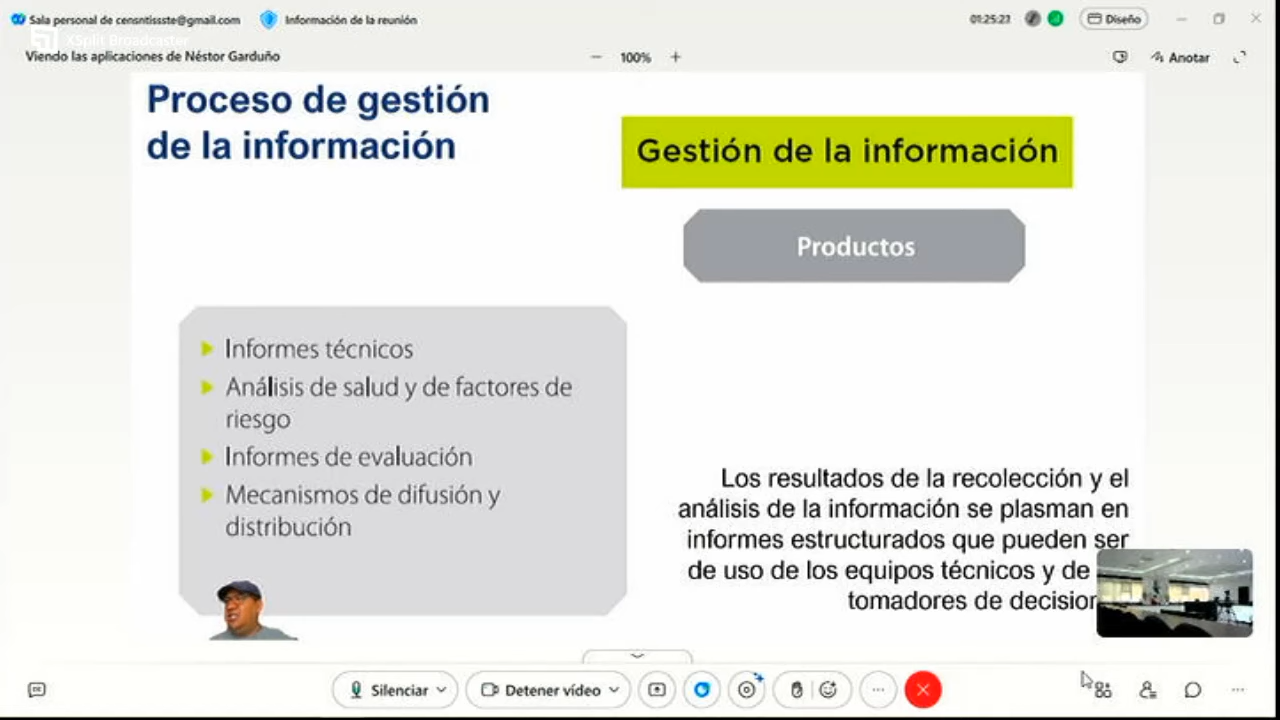 Sala personal de censntissste@gmail.com
Información de la reunión
01:25:23
Diseño
XSplit Broadcaster
Viendo las aplicaciones de Néstor Garduño
100%
Anotar
Proceso de gestión
de la información
Gestión de la información
Productos
Informes técnicos
Análisis de salud y de factores de
riesgo
Informes de evaluación
Mecanismos de difusión y
distribución
Los resultados de la recolección y el
análisis de la información se plasman en
informes estructurados que pueden ser
de uso de los equipos técnicos y de
tomadores de decision
Silenciar
Detener vídeo